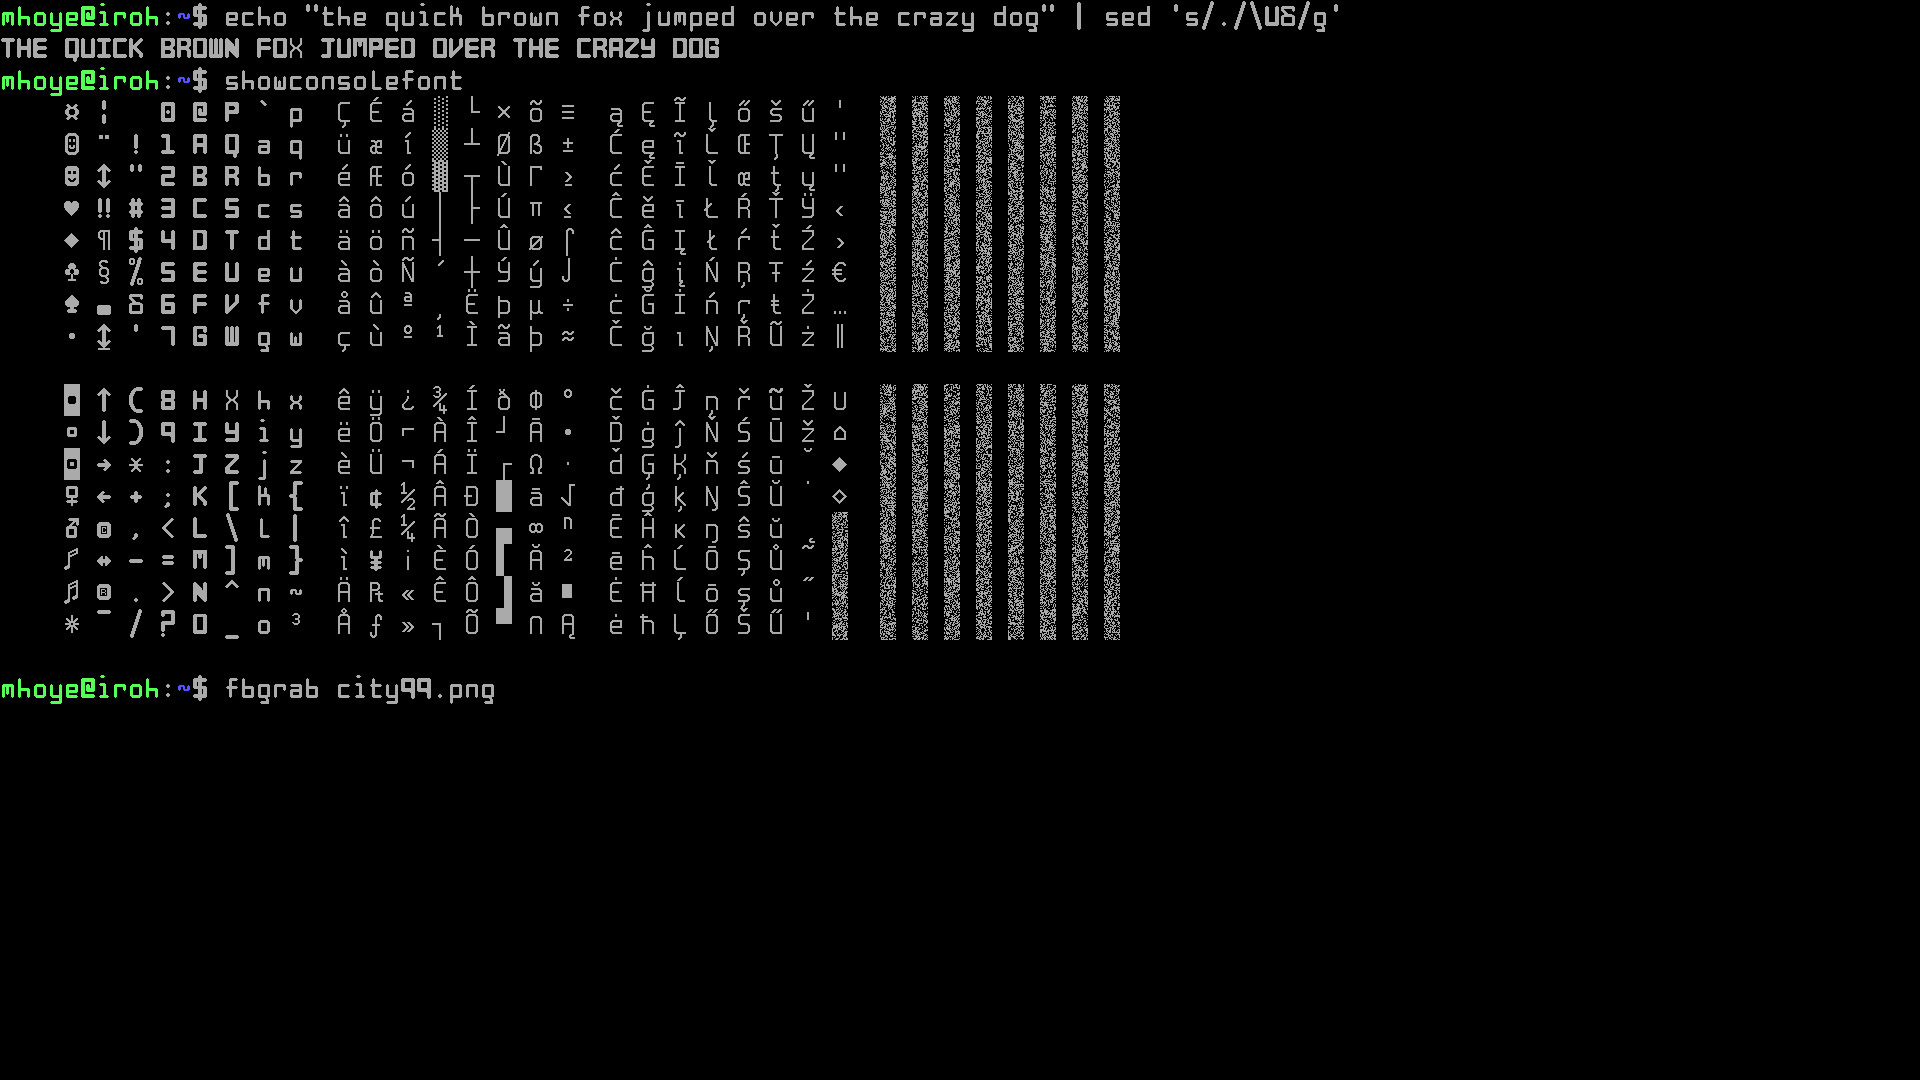 mhoye@iroh:~$ echo "the quick brown fox jumped over the crazy dog" | sed 's/./\U&/g'
THE QUICK BROWN FOX JUMPED OVER THE CRAZY DOG
mhoye@iroh:~$ showconsolefont
¤ ¦   0 @ P ` p Ç É á ░ └ × õ ≡ ą Ę Ĩ ļ ő š ű '
☺ ¨ ! 1 A Q a q ü æ í ▒ ┴ Ø ß ± Ć ę ĩ Ľ Œ Ţ Ų "
☻ ↕ " 2 B R b r é Æ ó ▓ ┬ Ù Γ ≥ ć Ě Ī ľ œ ţ ų "
♥ ‼ # 3 C S c s â ô ú │ ├ Ú π ≤ Ĉ ě ī Ł Ŕ Ť Ÿ ‹
♦ ¶ $ 4 D T d t ä ö ñ ┤ ─ Û ø ⌠ ĉ Ĝ Į ł ŕ ť Ź ›
♣ § % 5 E U e u à ò Ñ ´ ┼ Ý ý ⌡ Ċ ĝ į Ń Ŗ Ŧ ź €
♠ ▬ & 6 F V f v å û ª ¸ Ë þ µ ÷ ċ Ğ İ ń ŗ ŧ Ż …
• ↨ ' 7 G W g w ç ù º ¹ Ì ã þ ≈ Č ğ ı Ņ Ř Ũ ż ‖
◘ ↑ ( 8 H X h x ê ÿ ¿ ¾ Í ð Φ ° č Ġ Ĵ ņ ř ũ Ž ∪
○ ↓ ) 9 I Y i y ë Ö ⌐ À Î ┘ Ā • Ď ġ ĵ Ň Ś Ū ž ⌂
◙ → * : J Z j z è Ü ¬ Á Ï ┌ Ω · ď Ģ Ķ ň ś ū ˇ ◆
♀ ← + ; K [ k { ï ¢ ½ Â Ð █ ā √ đ ģ ķ Ŋ Ŝ Ŭ ˙ ◇
♂ © , < L \ l | î £ ¼ Ã Ò ▀ ∞ ⁿ Ē Ĥ ĸ ŋ ŝ ŭ ˛
♪ ↔ - = M ] m } ì ¥ ¡ È Ó ▌ Ă ² ē ĥ Ĺ Ō Ş Ů ˜
♫ ® . > N ^ n ~ Ä ₧ « Ê Ô ▐ ă ■ Ė Ħ ĺ ō ş ů ˝
☼ ¯ / ? O _ o ³ Å ƒ » ┐ Õ ▀ ∩ Ą ė ħ Ļ Ő Š Ű '
mhoye@iroh:~$ fbgrab city99.png